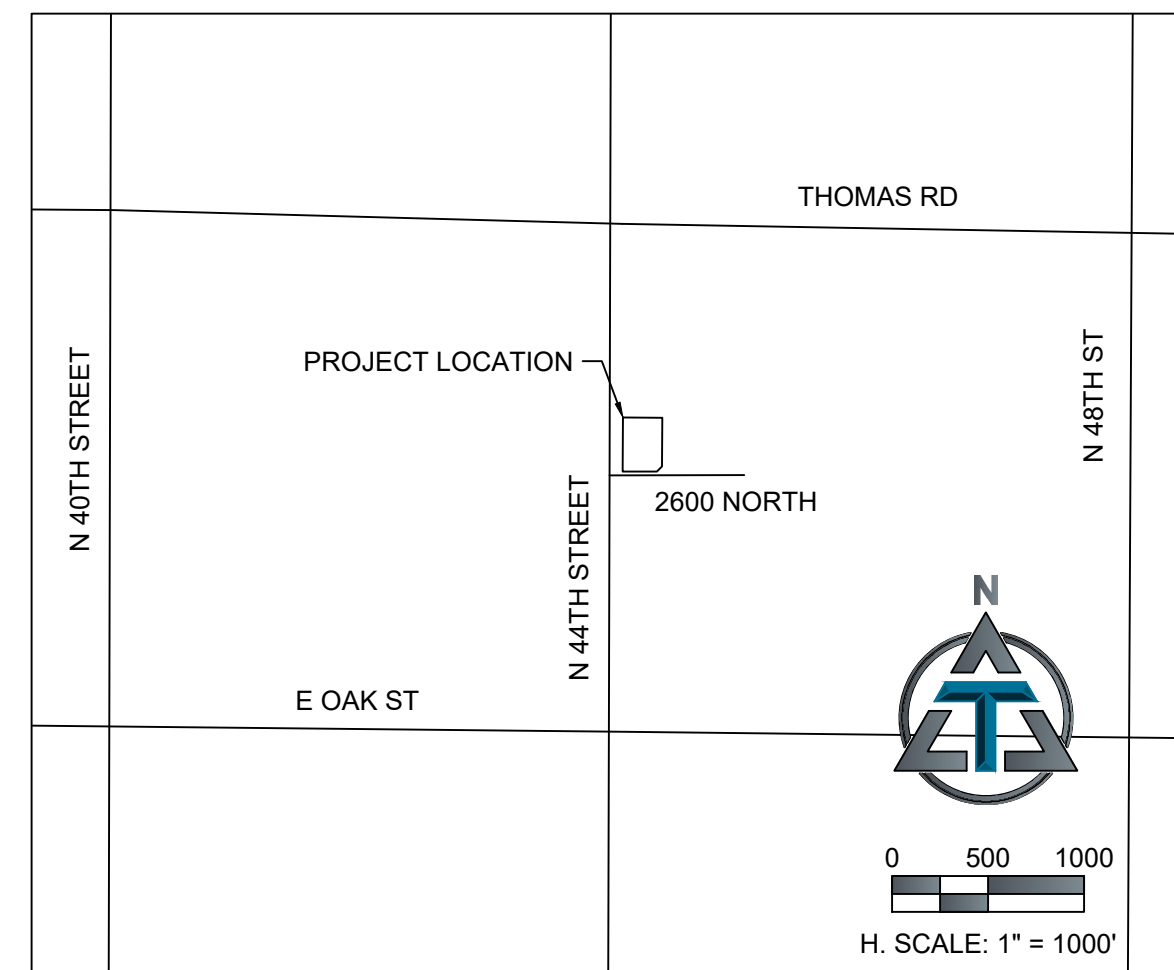 THOMAS RD
N 40TH STREET
PROJECT LOCATION
N 48TH ST
N 44TH STREET
2600 NORTH
N
E OAK ST
T
0 500 1000
H. SCALE: 1" = 1000'